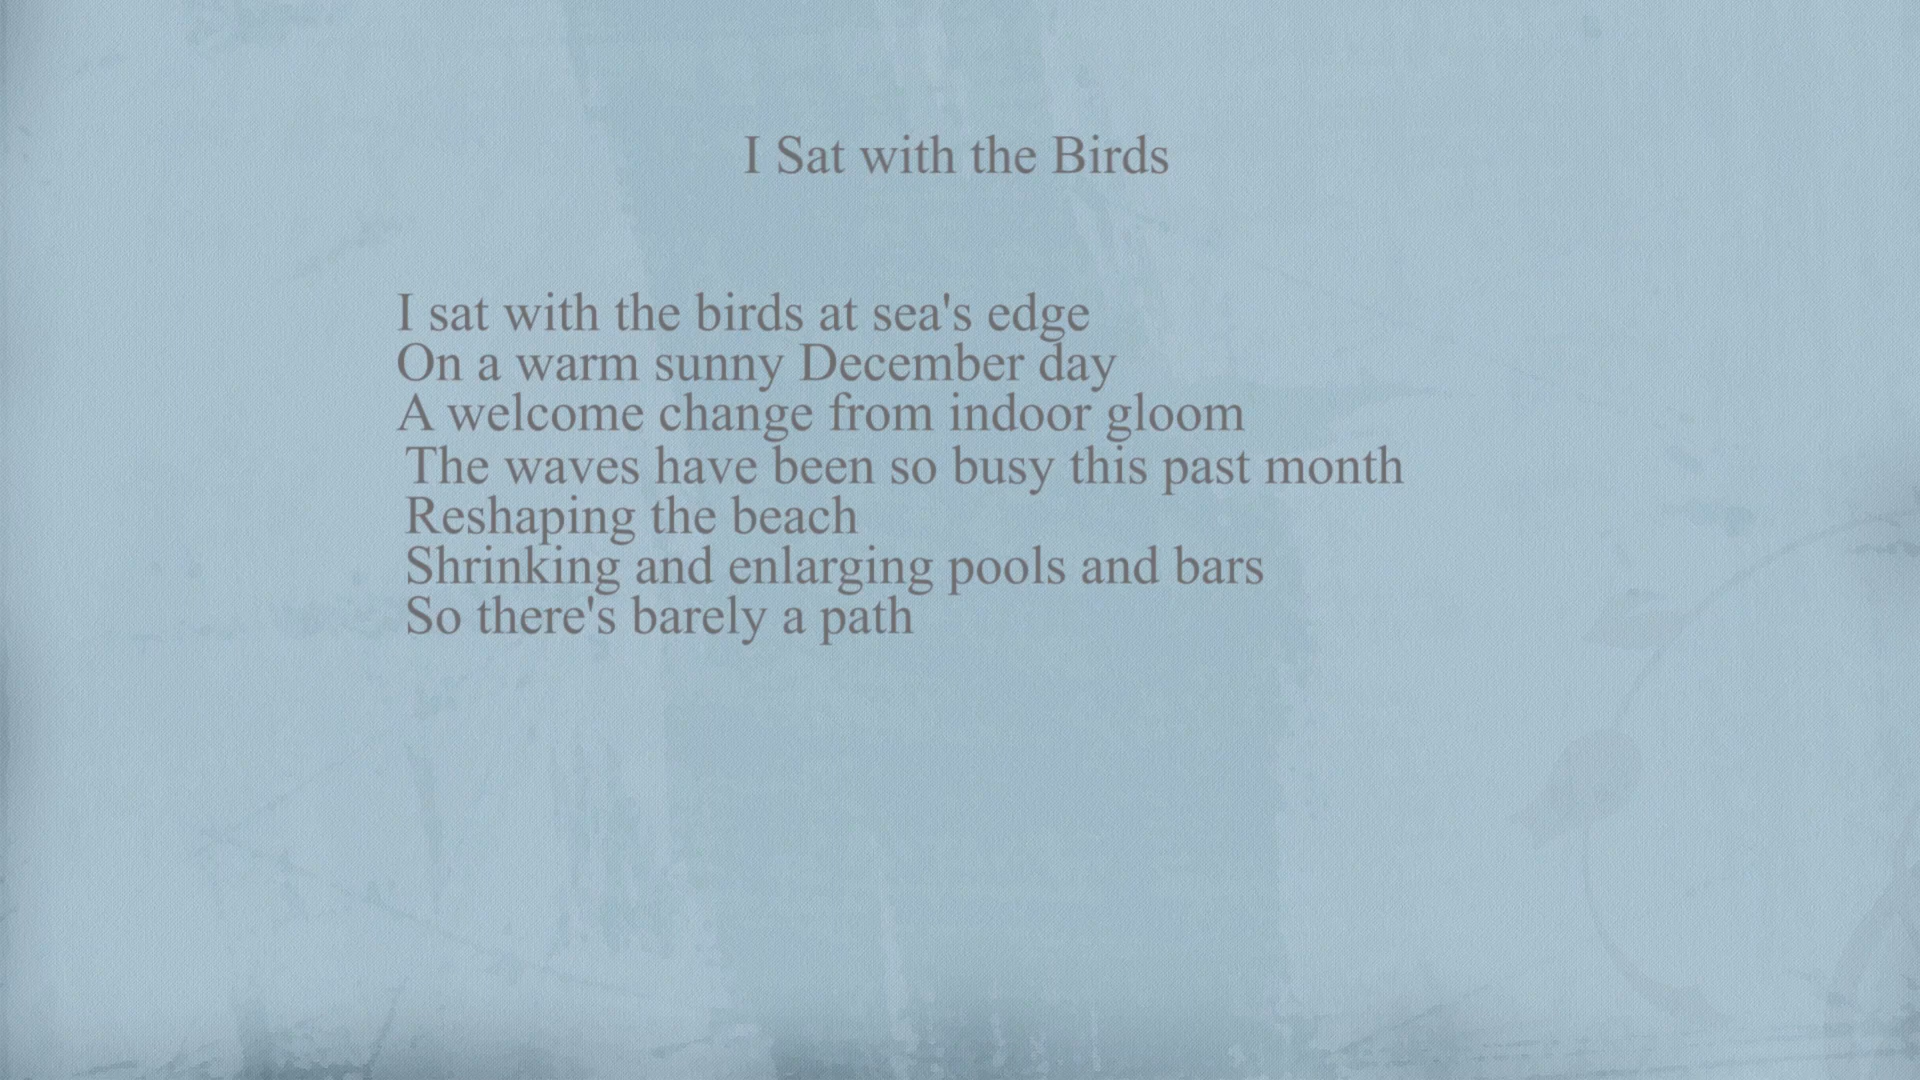 I Sat with the Birds
I sat with the birds at sea's edge
On a warm sunny December day
A welcome change from indoor gloom
The waves have been so busy this past month
Reshaping the beach
Shrinking and enlarging pools and bars
So there's barely a path